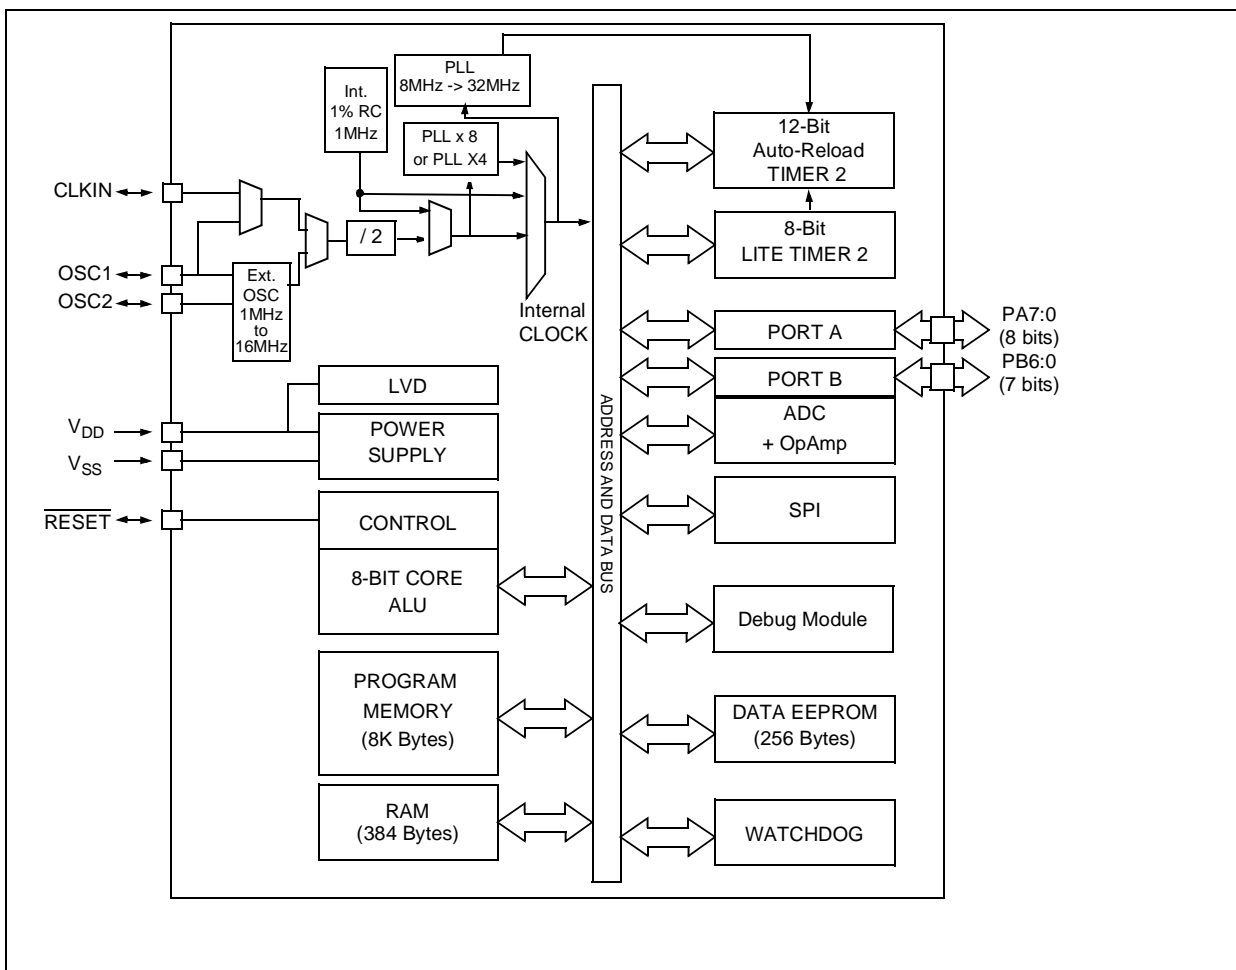 PLL
8MHz -> 32MHz
Int.
1% RC
1MHz
PLL x 8
or PLL X4
CLKIN
/ 2
OSC1
OSC2
Ext.
OSC
1MHz
to
16MHz
Internal
CLOCK
LVD
VDD
VSS
POWER
SUPPLY
RESET
CONTROL
8-BIT CORE
ALU
PROGRAM
MEMORY
(8K Bytes)
RAM
(384 Bytes)
ADDRESS AND DATA BUS
12-Bit
Auto-Reload
TIMER 2
8-Bit
LITE TIMER 2
PORT A
PA7:0
(8 bits)
PORT B
PB6:0
(7 bits)
ADC
+ OpAmp
SPI
Debug Module
DATA EEPROM
(256 Bytes)
WATCHDOG